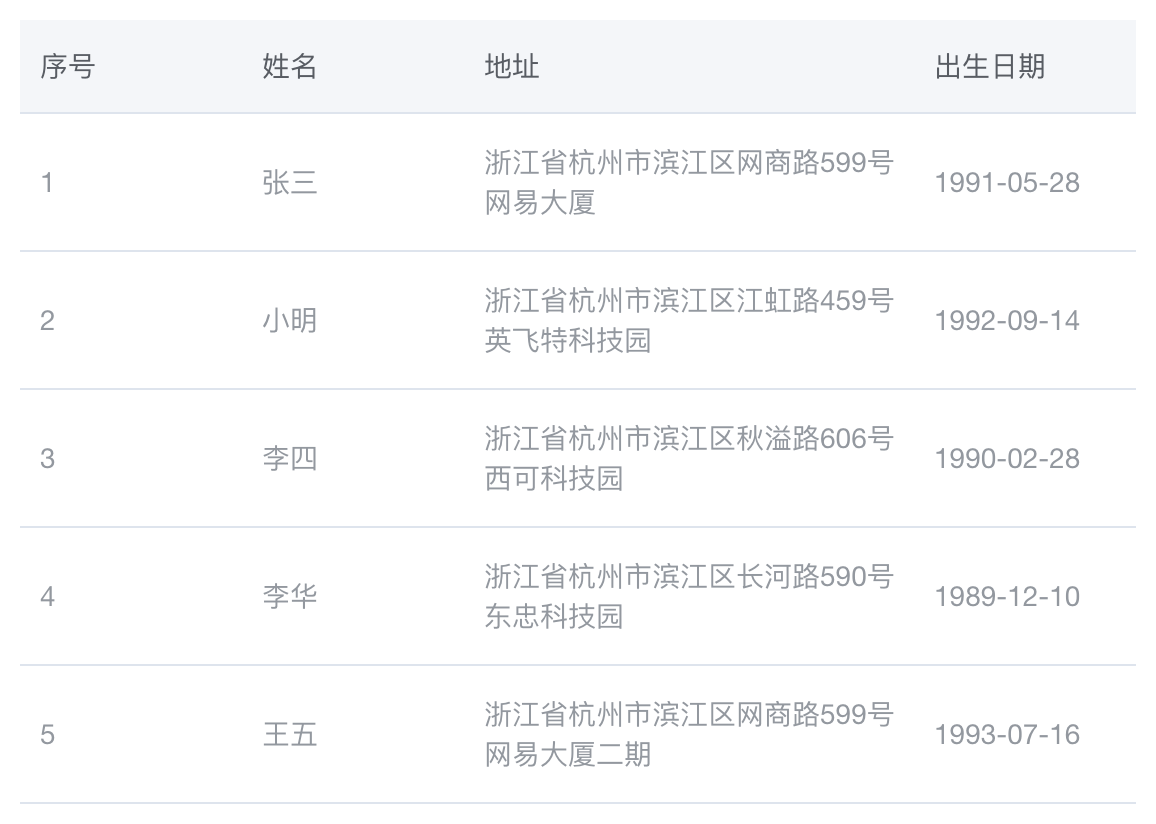 序号 姓名 地址 出生日期
1 张三 浙江省杭州市滨江区网商路599号
网易大厦 1991-05-28
2 小明 浙江省杭州市滨江区江虹路459号
英飞特科技园 1992-09-14
3 李四 浙江省杭州市滨江区秋溢路606号
西可科技园 1990-02-28
4 李华 浙江省杭州市滨江区长河路590号
东忠科技园 1989-12-10
5 王五 浙江省杭州市滨江区网商路599号
网易大厦二期 1993-07-16